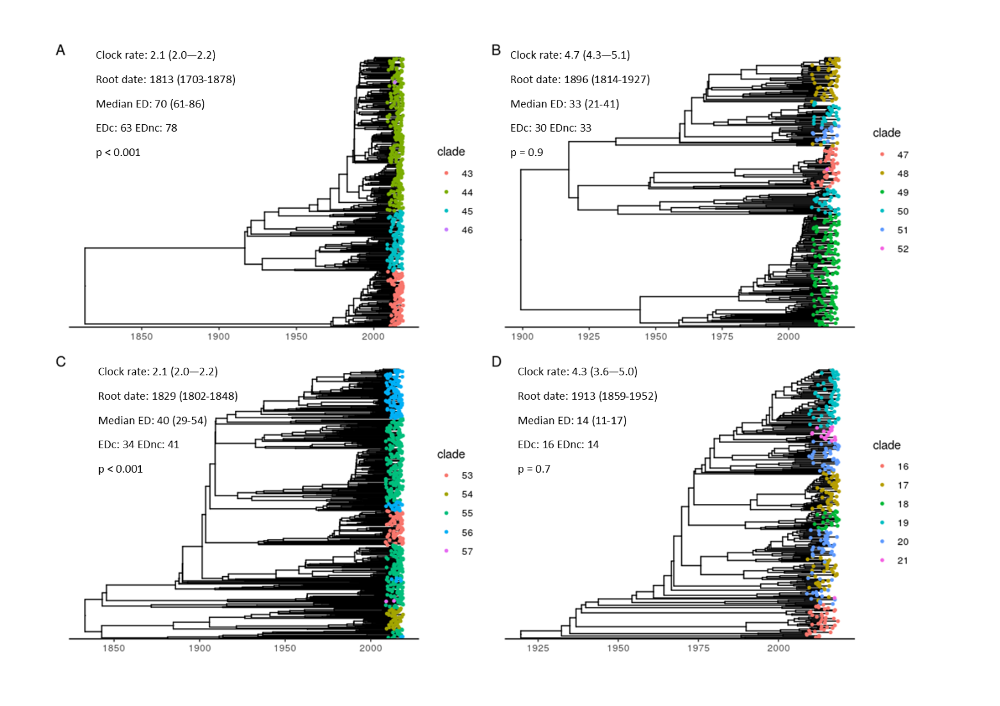 A
Clock rate: 2.1 (2.0—2.2)
Root date: 1813 (1703-1878)
Median ED: 70 (61-86)
EDc: 63 EDnc: 78
p < 0.001
clade
43
44
45
46
1850 1900 1950 2000
B
Clock rate: 4.7 (4.3—5.1)
Root date: 1896 (1814-1927)
Median ED: 33 (21-41)
EDc: 30 EDnc: 33
p = 0.9
clade
47
48
49
50
51
52
1900 1925 1950 1975 2000
C
Clock rate: 2.1 (2.0—2.2)
Root date: 1829 (1802-1848)
Median ED: 40 (29-54)
EDc: 34 EDnc: 41
p < 0.001
clade
53
54
55
56
57
1850 1900 1950 2000
D
Clock rate: 4.3 (3.6—5.0)
Root date: 1913 (1859-1952)
Median ED: 14 (11-17)
EDc: 16 EDnc: 14
p = 0.7
clade
16
17
18
19
20
21
1925 1950 1975 2000